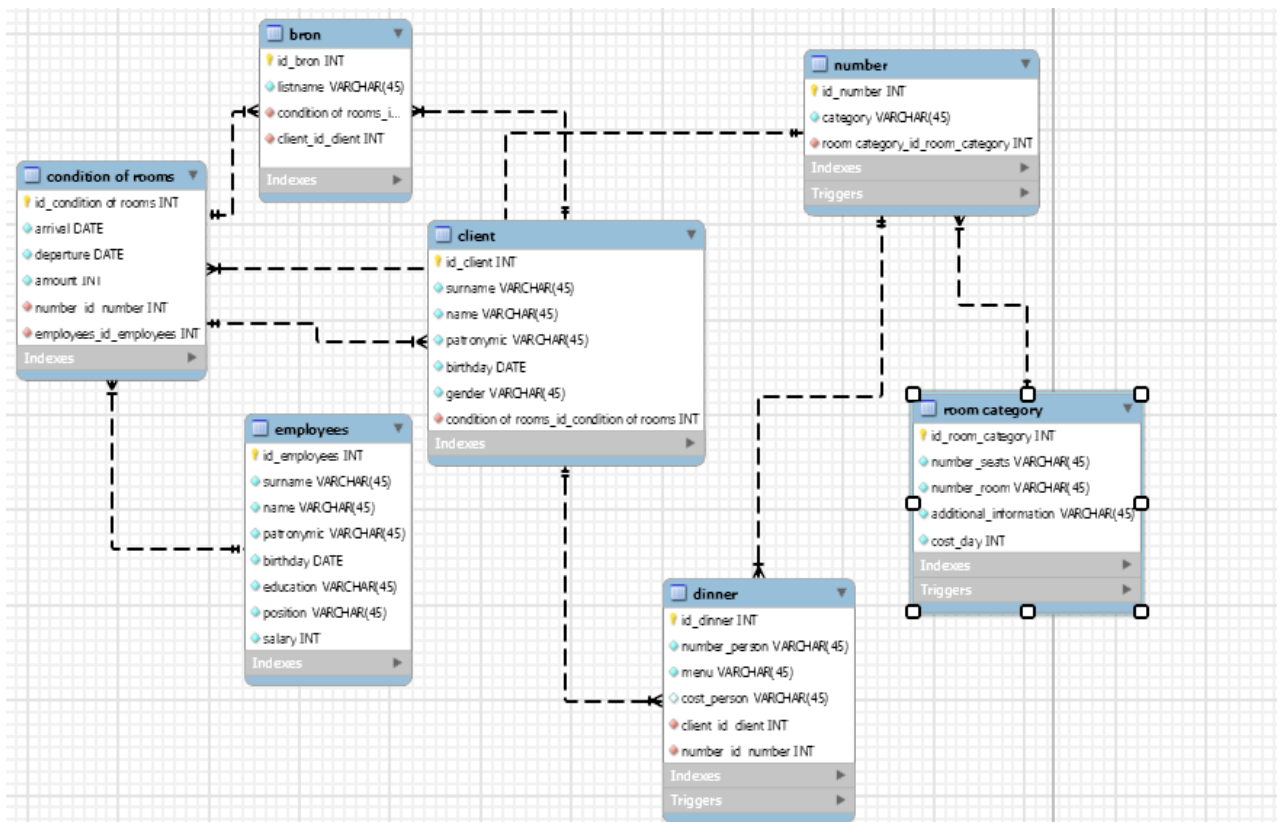 bron
id_bron INT
listname VARCHAR(45)
condition of rooms_i...
client_id_client INT
Indexes
number
id_number INT
category VARCHAR(45)
room category_id_room_category INT
Indexes
Triggers
condition of rooms
id_condition of rooms INT
arrival DATE
departure DATE
amount INT
number_id_number INT
employees_id_employees INT
Indexes
client
id_client INT
surname VARCHAR(45)
name VARCHAR(45)
patronymic VARCHAR(45)
birthday DATE
gender VARCHAR(45)
condition of rooms_id_condition of rooms INT
Indexes
employees
id_employees INT
surname VARCHAR(45)
name VARCHAR(45)
patronymic VARCHAR(45)
birthday DATE
education VARCHAR(45)
position VARCHAR(45)
salary INT
Indexes
room category
id_room_category INT
number_seats VARCHAR(45)
number_room VARCHAR(45)
additional_information VARCHAR(45)
cost_day INT
Indexes
Triggers
dinner
id_dinner INT
number_person VARCHAR(45)
menu VARCHAR(45)
cost_person VARCHAR(45)
client_id_client INT
number_id_number INT
Indexes
Triggers